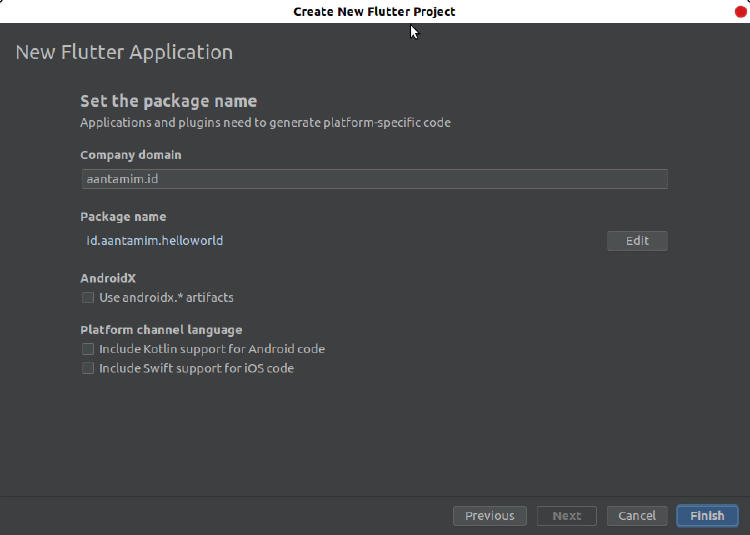 Create New Flutter Project
New Flutter Application
Set the package name
Applications and plugins need to generate platform-specific code
Company domain
aantamim.id
Package name
id.aantamim.helloworld
Edit
AndroidX
Use androidx.* artifacts
Platform channel language
Include Kotlin support for Android code
Include Swift support for iOS code
Previous
Next
Cancel
Finish